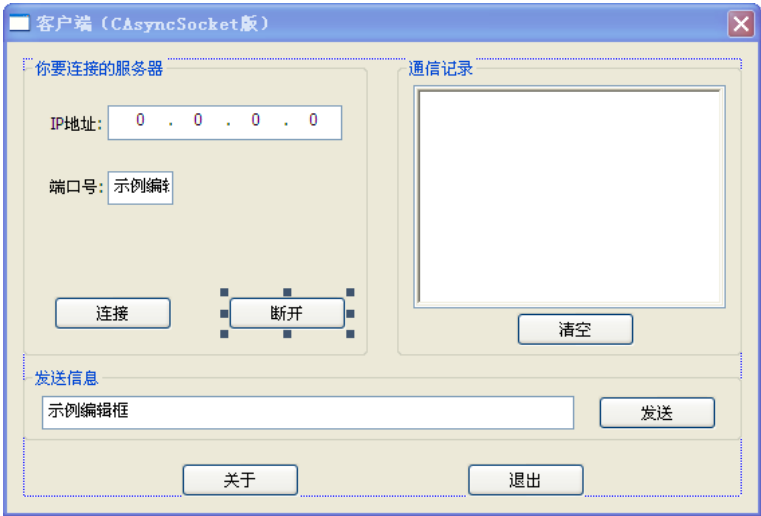 客户端（CAsyncSocket版）
你要连接的服务器
IP地址: 0 . 0 . 0 . 0
端口号: 示例编辑
连接
断开
通信记录
清空
发送信息
示例编辑框
发送
关于
退出